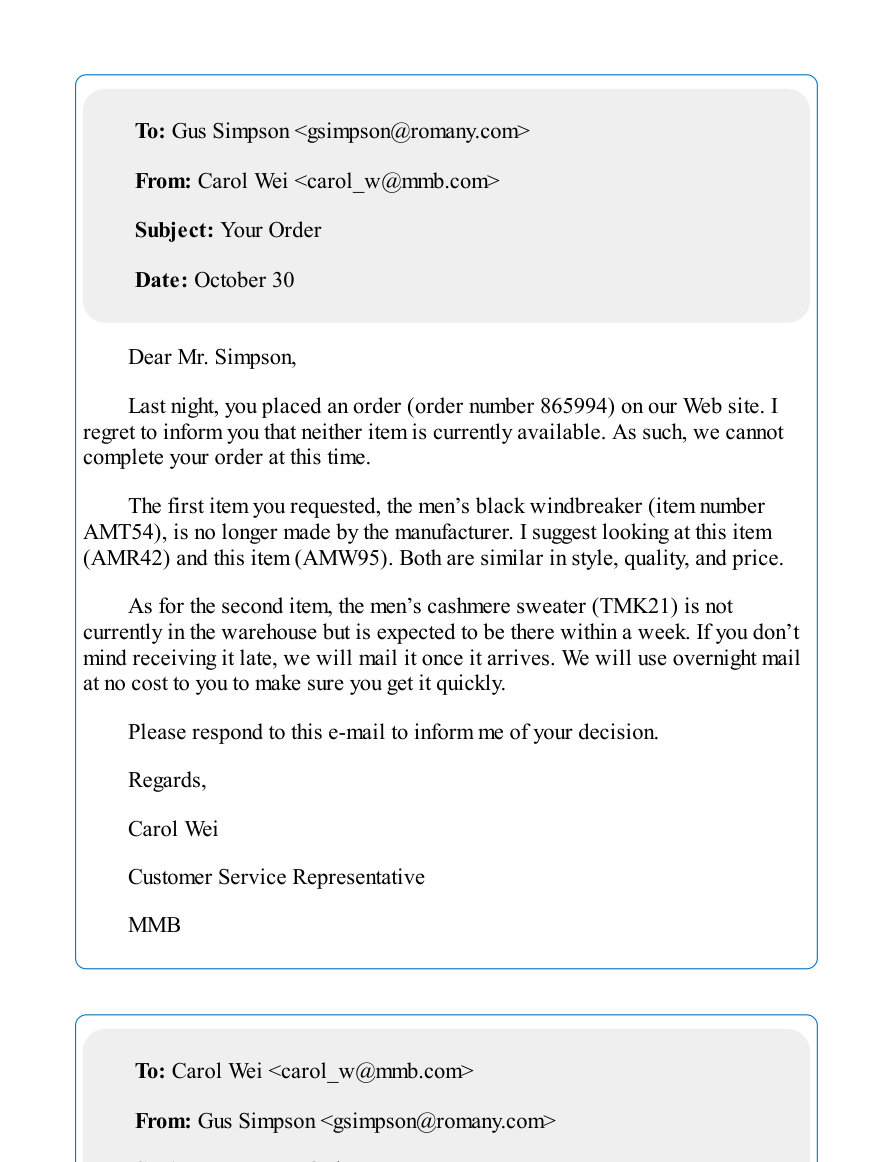 To: Gus Simpson <gsimpson@romany.com>
From: Carol Wei <carol_w@mmb.com>
Subject: Your Order
Date: October 30
Dear Mr. Simpson,
Last night, you placed an order (order number 865994) on our Web site. I
regret to inform you that neither item is currently available. As such, we cannot
complete your order at this time.
The first item you requested, the men’s black windbreaker (item number
AMT54), is no longer made by the manufacturer. I suggest looking at this item
(AMR42) and this item (AMW95). Both are similar in style, quality, and price.
As for the second item, the men’s cashmere sweater (TMK21) is not
currently in the warehouse but is expected to be there within a week. If you don’t
mind receiving it late, we will mail it once it arrives. We will use overnight mail
at no cost to you to make sure you get it quickly.
Please respond to this e-mail to inform me of your decision.
Regards,
Carol Wei
Customer Service Representative
MMB
To: Carol Wei <carol_w@mmb.com>
From: Gus Simpson <gsimpson@romany.com>